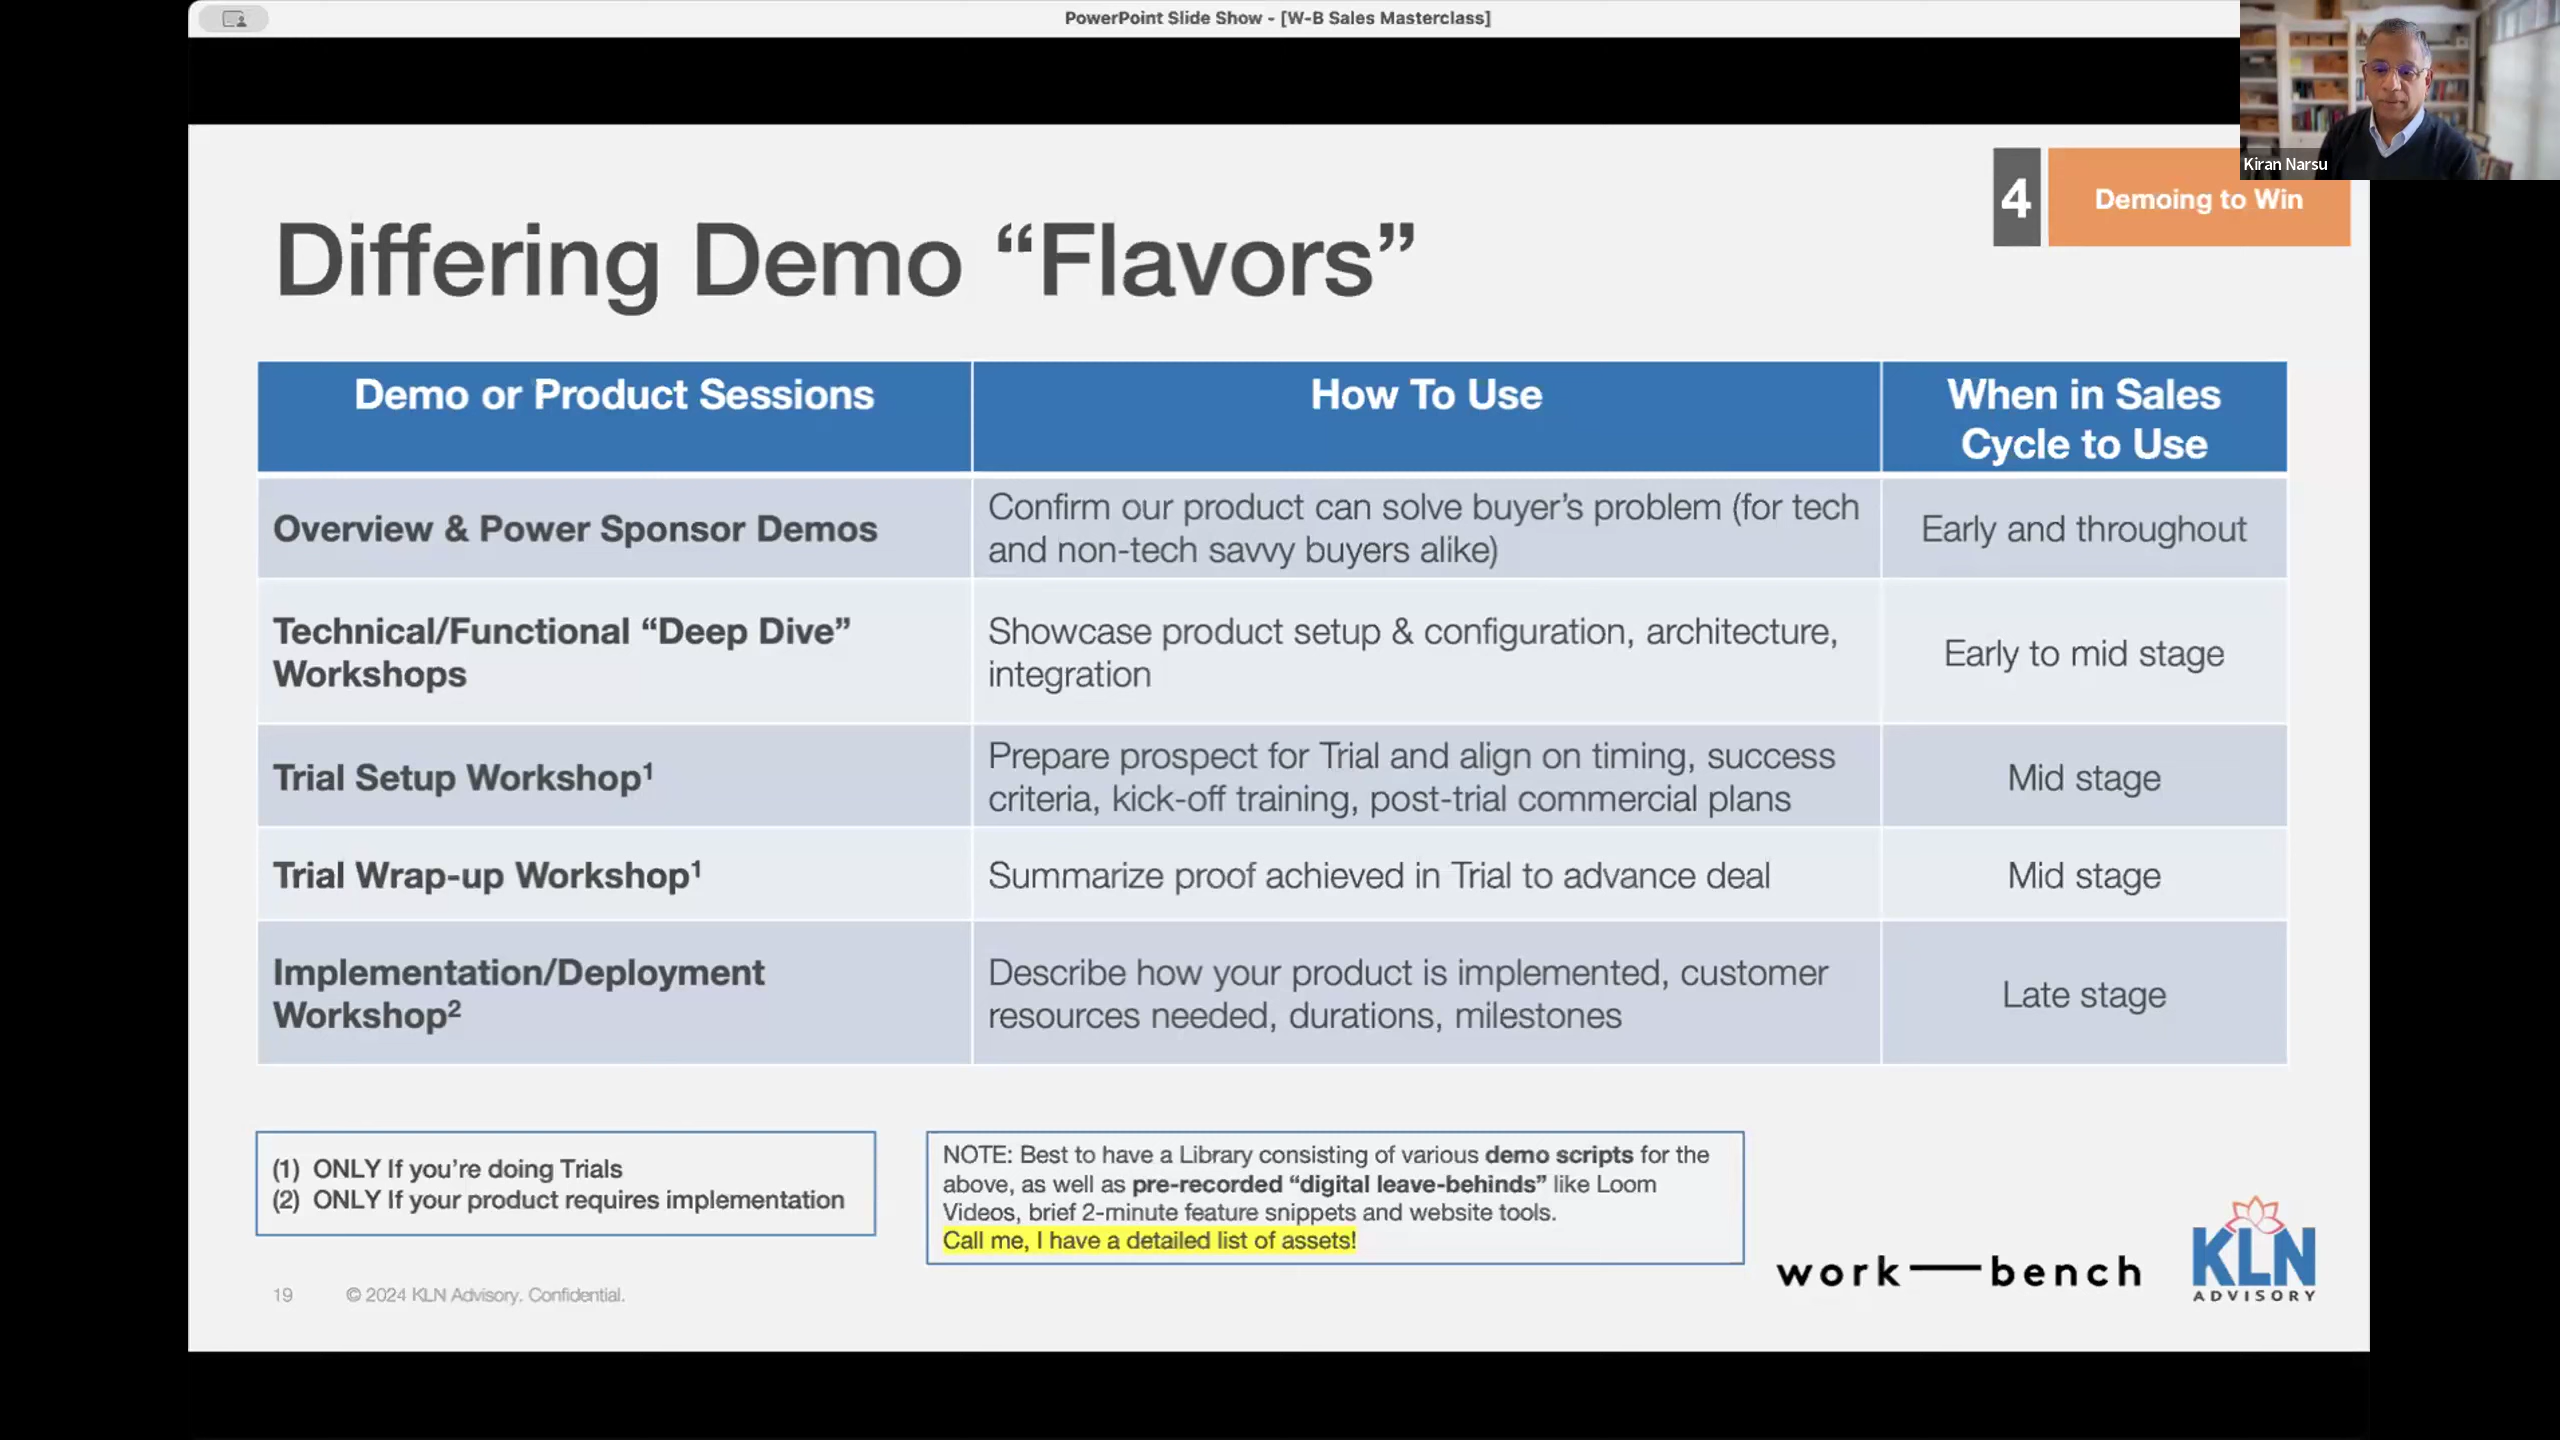 PowerPoint Slide Show - [W-B Sales Masterclass]
Kiran Narsu
4
Demoing to Win
Differing Demo “Flavors”
Demo or Product Sessions
How To Use
When in Sales
Cycle to Use
Overview & Power Sponsor Demos
Confirm our product can solve buyer’s problem (for tech
and non-tech savvy buyers alike)
Early and throughout
Technical/Functional “Deep Dive”
Workshops
Showcase product setup & configuration, architecture,
integration
Early to mid stage
Trial Setup Workshop¹
Prepare prospect for Trial and align on timing, success
criteria, kick-off training, post-trial commercial plans
Mid stage
Trial Wrap-up Workshop¹
Summarize proof achieved in Trial to advance deal
Mid stage
Implementation/Deployment
Workshop²
Describe how your product is implemented, customer
resources needed, durations, milestones
Late stage
(1) ONLY If you’re doing Trials
(2) ONLY If your product requires implementation
NOTE: Best to have a Library consisting of various demo scripts for the
above, as well as pre-recorded “digital leave-behinds” like Loom
Videos, brief 2-minute feature snippets and website tools.
Call me, I have a detailed list of assets!
work—bench
KLN
ADVISORY
19
© 2024 KLN Advisory. Confidential.